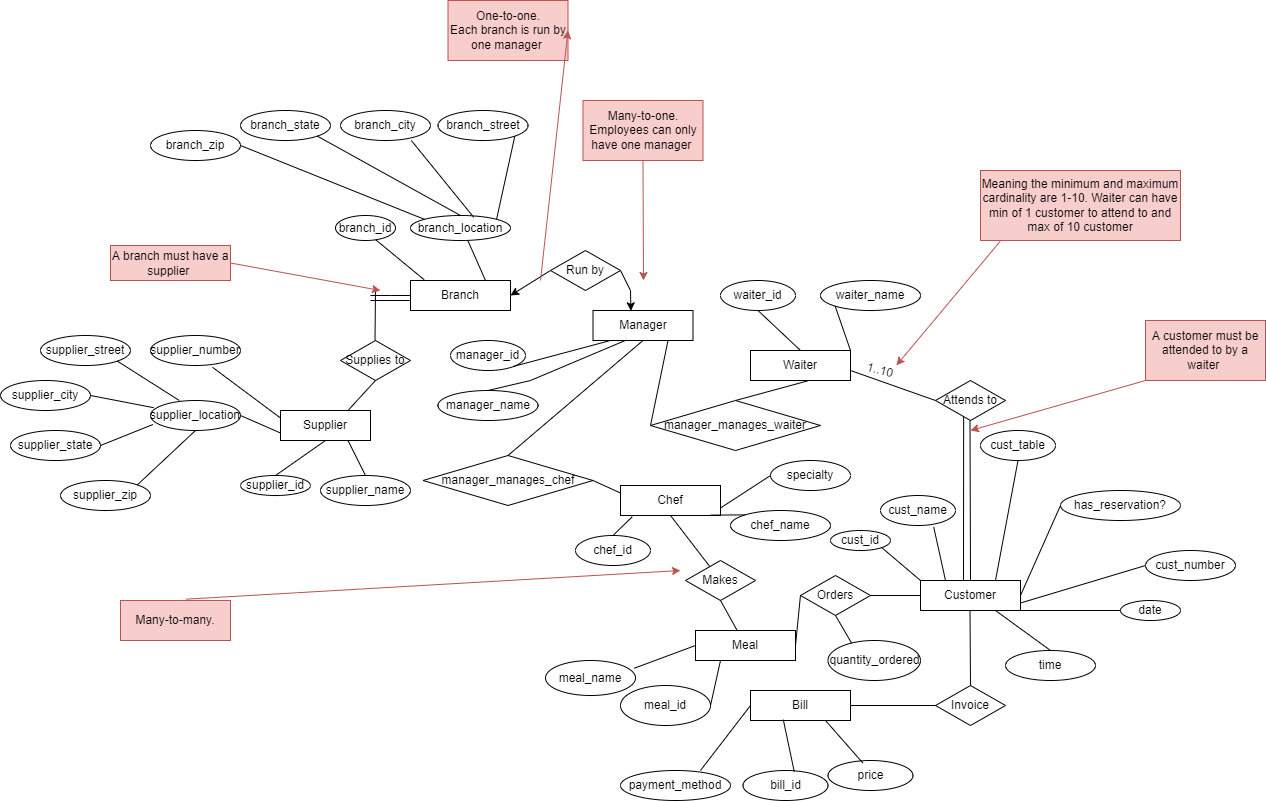 One-to-one.
Each branch is run by
one manager
Many-to-one.
Employees can only
have one manager
branch_state
branch_city
branch_street
branch_zip
Meaning the minimum and maximum
cardinality are 1-10. Waiter can have
min of 1 customer to attend to and
max of 10 customer
branch_id
branch_location
A branch must have a
supplier
Run by
Branch
waiter_id
waiter_name
Manager
A customer must be
attended to by a
waiter
supplier_street
supplier_number
Supplies to
manager_id
Waiter
1..10
supplier_city
manager_name
Attends to
supplier_location
Supplier
manager_manages_waiter
supplier_state
cust_table
supplier_id
supplier_name
supplier_zip
manager_manages_chef
specialty
Chef
chef_name
cust_name
has_reservation?
chef_id
cust_id
cust_number
Makes
Orders
Customer
date
Many-to-many.
Meal
quantity_ordered
time
meal_name
meal_id
Bill
Invoice
payment_method
bill_id
price